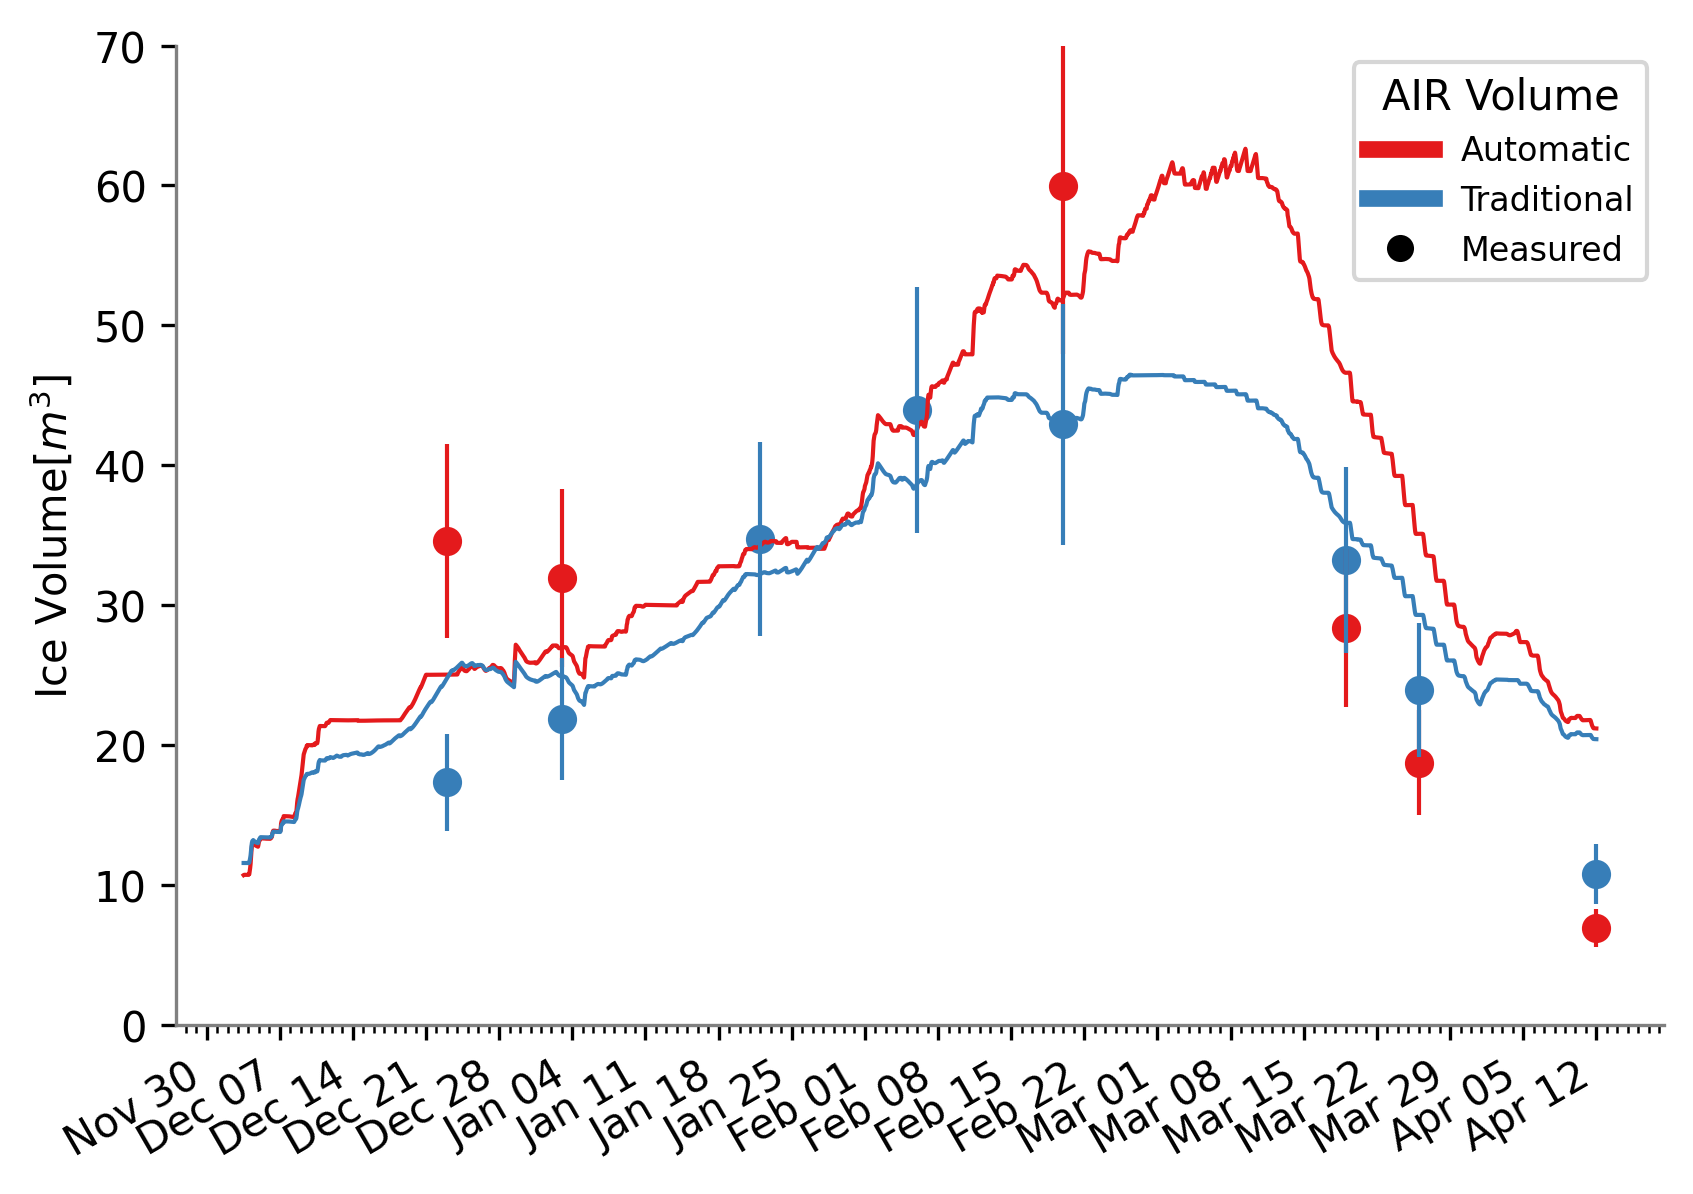 70
60
50
40
30
20
10
0
Ice Volume[m³]
AIR Volume
Automatic
Traditional
Measured
Nov 30
Dec 07
Dec 14
Dec 21
Dec 28
Jan 04
Jan 11
Jan 18
Jan 25
Feb 01
Feb 08
Feb 15
Feb 22
Mar 01
Mar 08
Mar 15
Mar 22
Mar 29
Apr 05
Apr 12